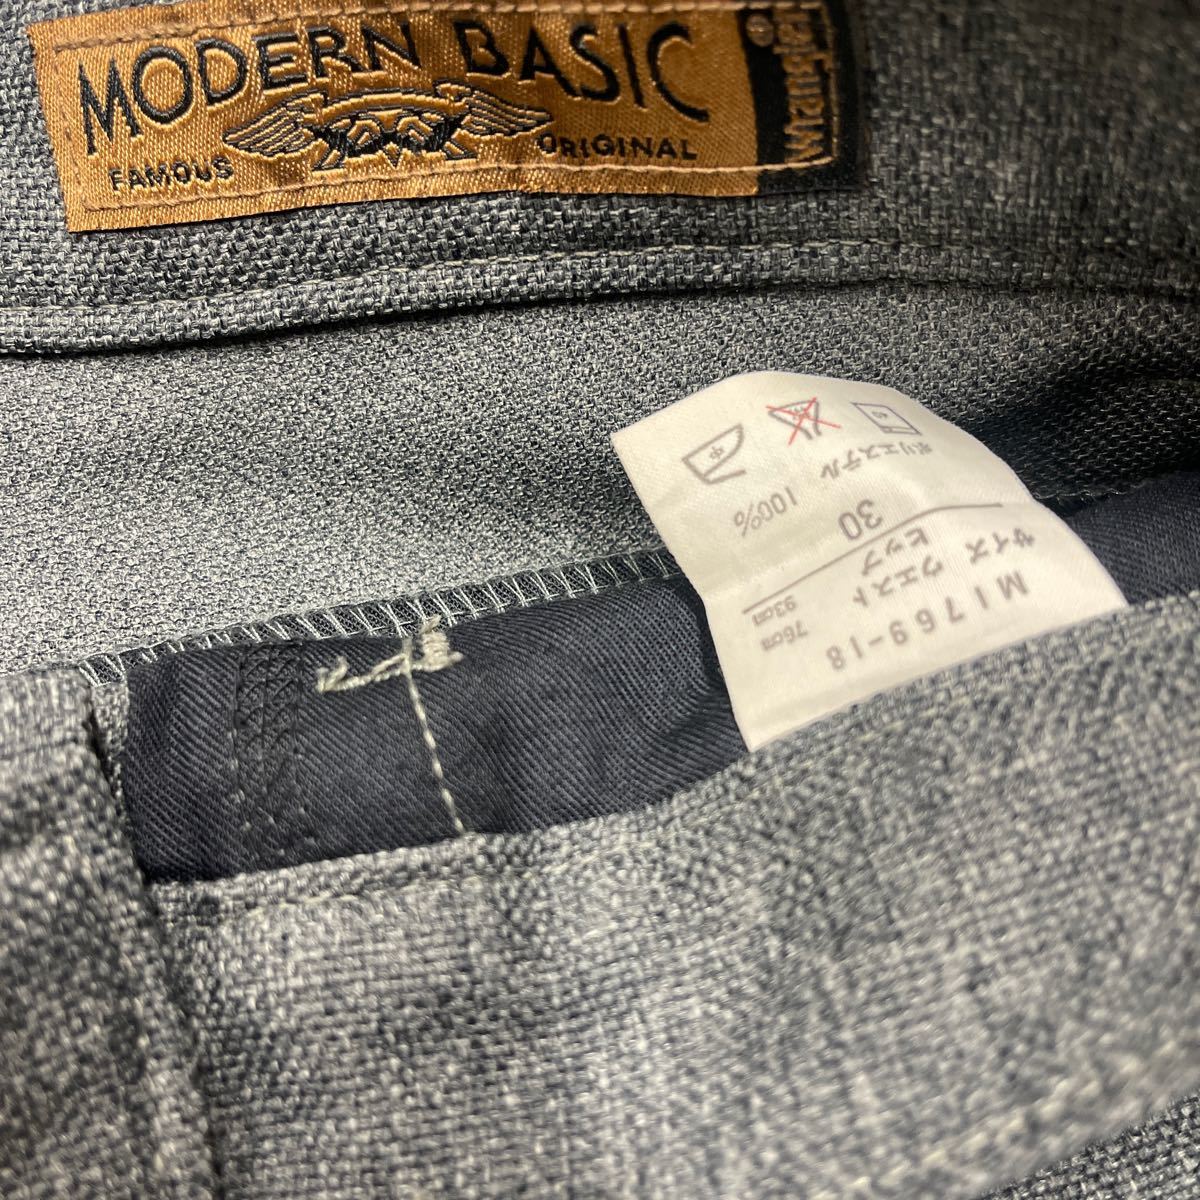 MODERN BASIC
FAMOUS ORIGINAL
Wrangler
M1769-18
サイズ 30
ウエスト 76cm
ヒップ 93cm
ポリエステル 100%
中